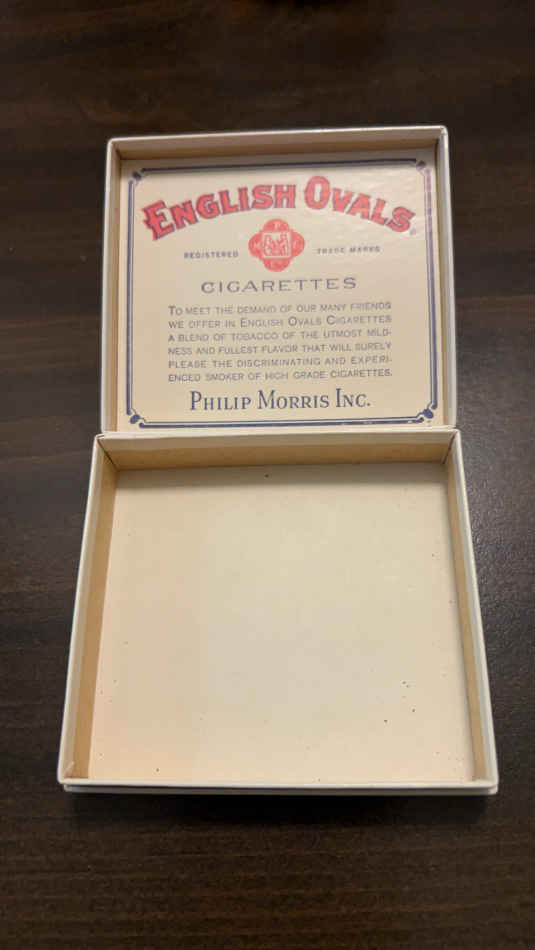 ENGLISH OVALS
REGISTERED TRADE MARKS
CIGARETTES
TO MEET THE DEMAND OF OUR MANY FRIENDS
WE OFFER IN ENGLISH OVALS CIGARETTES
A BLEND OF TOBACCO OF THE UTMOST MILD-
NESS AND FULLEST FLAVOR THAT WILL SURELY
PLEASE THE DISCRIMINATING AND EXPERI-
ENCED SMOKER OF HIGH GRADE CIGARETTES.
PHILIP MORRIS INC.